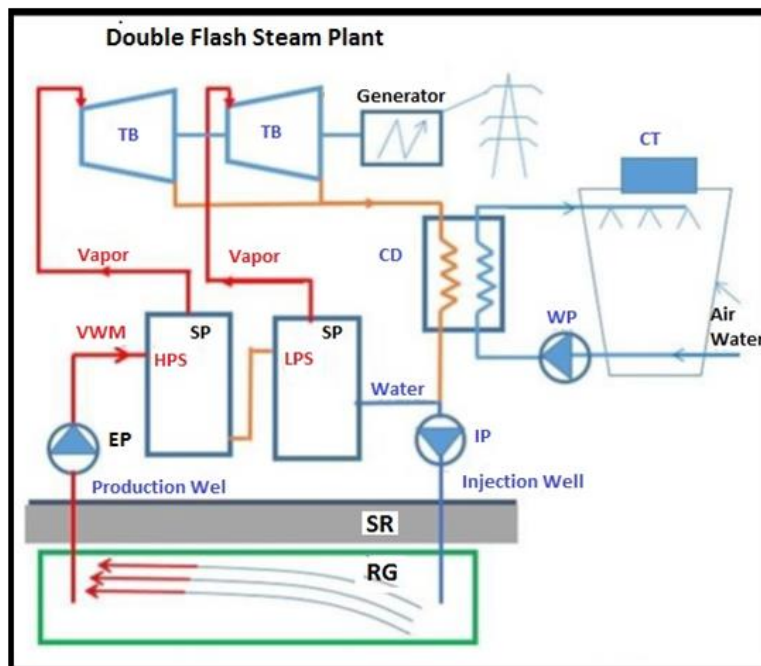 Double Flash Steam Plant
Generator
TB
TB
CT
Vapor
Vapor
CD
SP
SP
WP
Air
Water
VWM
HPS
LPS
Water
EP
IP
Production Wel
Injection Well
SR
RG